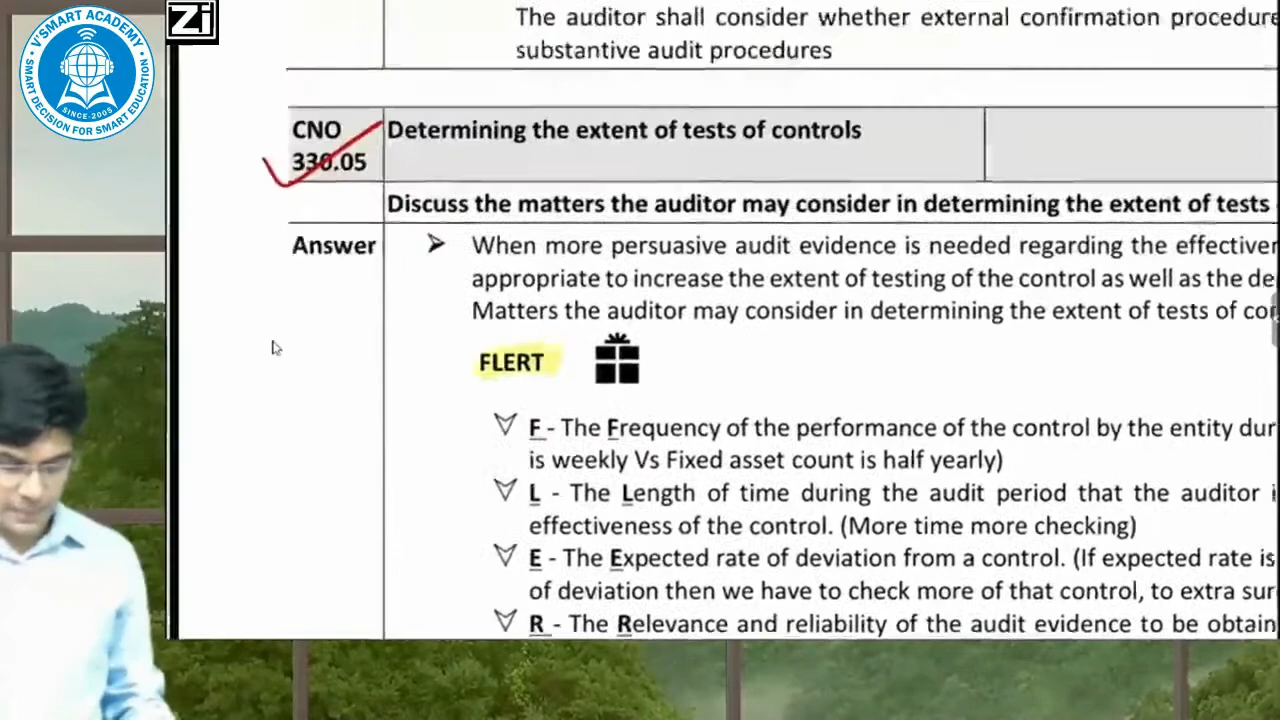 V'SMART ACADEMY
SMART DECISION FOR SMART EDUCATION
SINCE-2005
Zi
The auditor shall consider whether external confirmation procedure
substantive audit procedures
CNO
330.05
Determining the extent of tests of controls
Discuss the matters the auditor may consider in determining the extent of tests
Answer
➤ When more persuasive audit evidence is needed regarding the effectiver
appropriate to increase the extent of testing of the control as well as the de
Matters the auditor may consider in determining the extent of tests of cor
FLERT
F - The Frequency of the performance of the control by the entity dur
is weekly Vs Fixed asset count is half yearly)
L - The Length of time during the audit period that the auditor
effectiveness of the control. (More time more checking)
E - The Expected rate of deviation from a control. (If expected rate is
of deviation then we have to check more of that control, to extra sur
R - The Relevance and reliability of the audit evidence to be obtain